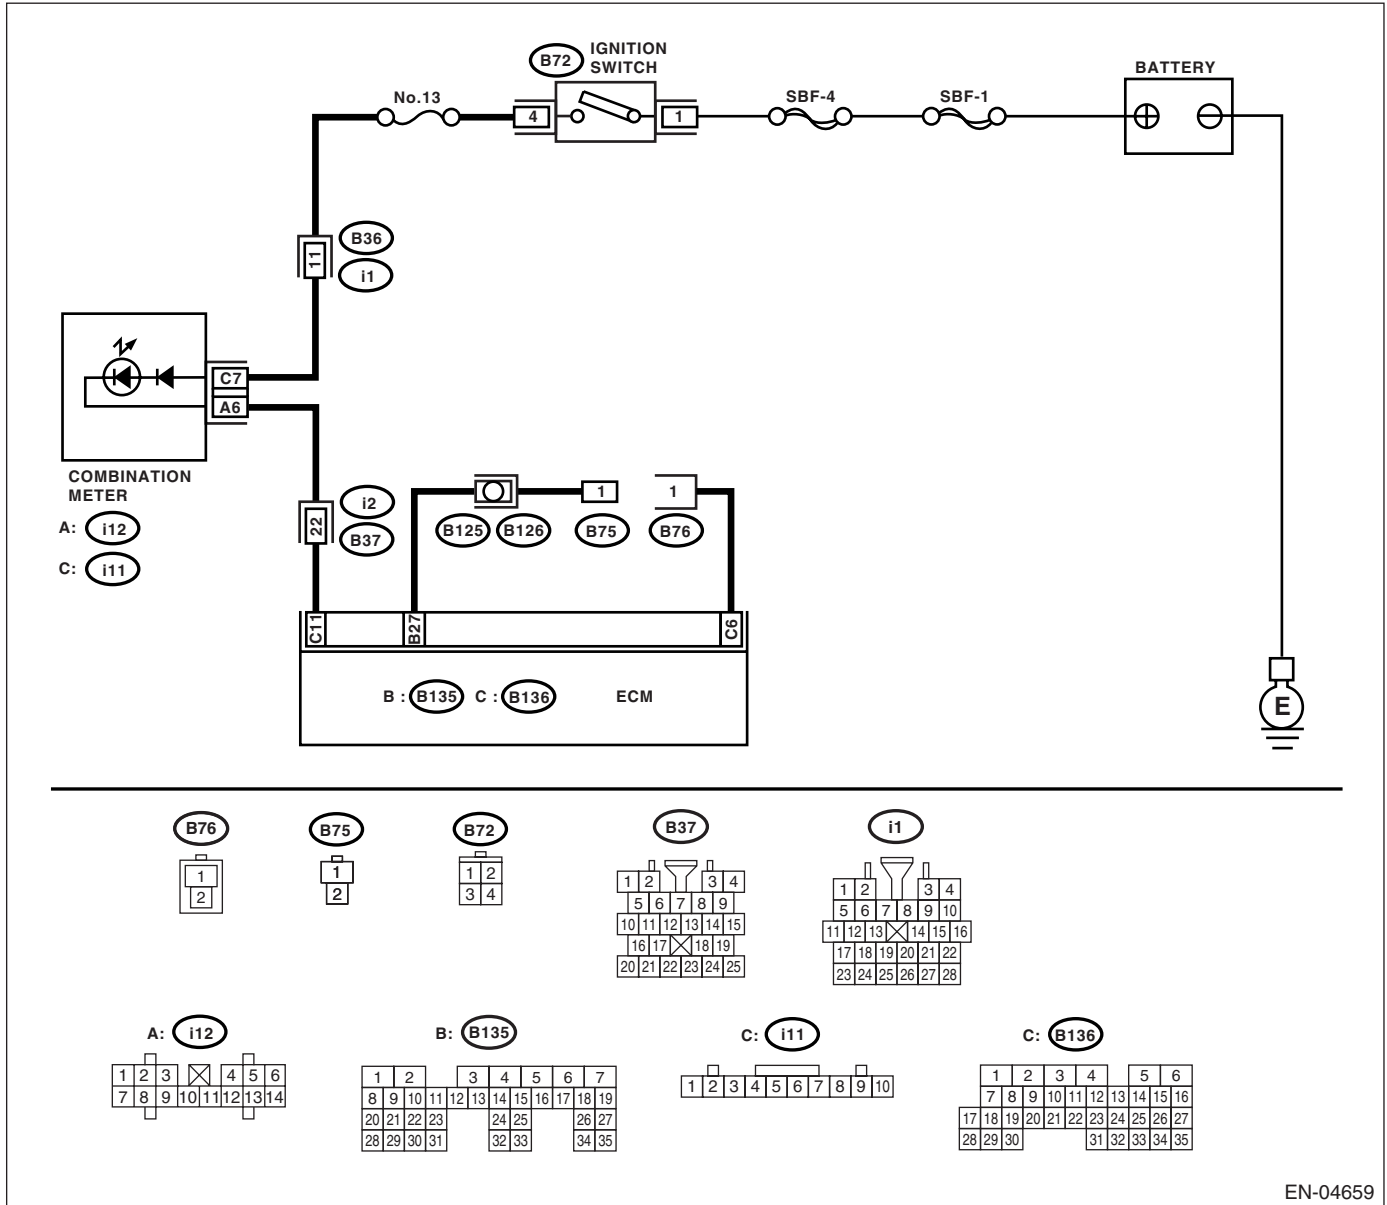 IGNITION
SWITCH
B72
BATTERY
No.13
4
1
SBF-4
SBF-1
B36
11
i1
C7
A6
COMBINATION
METER
A: i12
C: i11
i2
22
B37
1
1
B125 B126 B75 B76
C11
B27
C6
B : B135 C : B136 ECM
E
B76 B75 B72 B37 i1
1
2
1
2
1 2
3 4
1 2 3 4
5 6 7 8 9
10 11 12 13 14 15
16 17 18 19
20 21 22 23 24 25
1 2 3 4
5 6 7 8 9 10
11 12 13 14 15 16
17 18 19 20 21 22
23 24 25 26 27 28
A: i12
1 2 3 4 5 6
7 8 9 10 11 12 13 14
B: B135
1 2 3 4 5 6 7
8 9 10 11 12 13 14 15 16 17 18 19
20 21 22 23 24 25 26 27
28 29 30 31 32 33 34 35
C: i11
1 2 3 4 5 6 7 8 9 10
C: B136
1 2 3 4 5 6
7 8 9 10 11 12 13 14 15 16
17 18 19 20 21 22 23 24 25 26 27
28 29 30 31 32 33 34 35
EN-04659